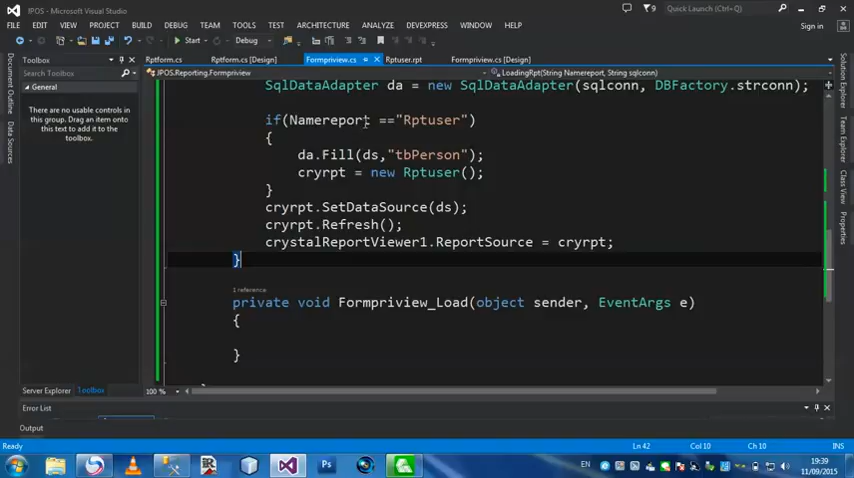 IPOS - Microsoft Visual Studio
9
Quick Launch (Ctrl+Q)
FILE EDIT VIEW PROJECT BUILD DEBUG TEAM TOOLS TEST ARCHITECTURE ANALYZE DEVEXPRESS WINDOW HELP
Sign in
Start Debug
Toolbox
Rptform.cs Rptform.cs [Design] Formpriview.cs Rptuser.rpt Formpriview.cs [Design]
Search Toolbox
General
There are no usable controls in this group. Drag an item onto this text to add it to the toolbox.
IPOS.Reporting.Formpriview LoadingRpt(String Namereport, String sqlconn)
SqlDataAdapter da = new SqlDataAdapter(sqlconn, DBFactory.strconn);
if(Namereport =="Rptuser")
{
da.Fill(ds,"tbPerson");
cryrpt = new Rptuser();
}
cryrpt.SetDataSource(ds);
cryrpt.Refresh();
crystalReportViewer1.ReportSource = cryrpt;
}
private void Formpriview_Load(object sender, EventArgs e)
{
}
100 %
Document Outline
Data Sources
Solution Explorer
Team Explorer
Class View
Properties
Server Explorer Toolbox
Error List
Output
Ready Ln 42 Col 10 Ch 10 INS
Ps
EN
19:39
11/09/2015